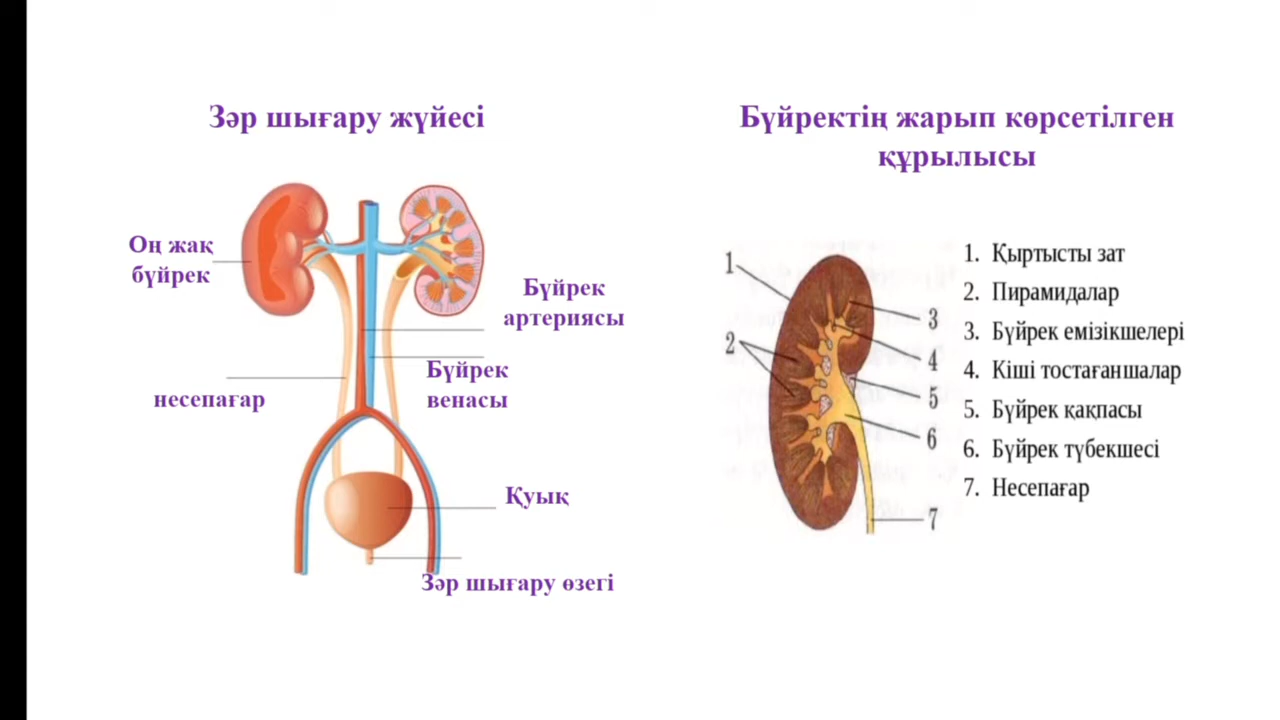 Зәр шығару жүйесі
Оң жақ
бүйрек
Бүйрек
артериясы
Бүйрек
венасы
несепағар
Қуық
Зәр шығару өзегі
Бүйректің жарып көрсетілген
құрылысы
1
2
3
4
5
6
7
1. Қыртысты зат
2. Пирамидалар
3. Бүйрек емізікшелері
4. Кіші тостағаншалар
5. Бүйрек қақпасы
6. Бүйрек түбекшесі
7. Несепағар